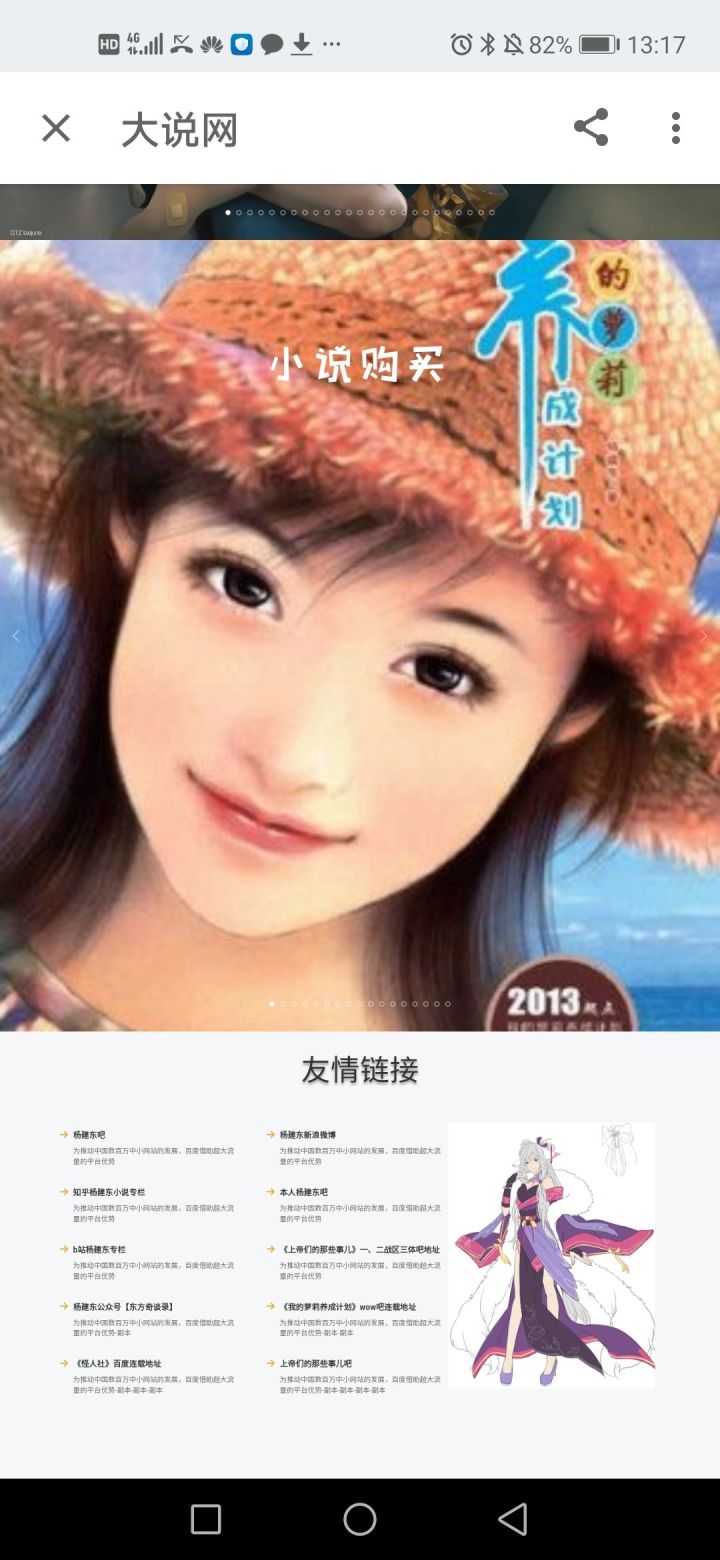 HD 4G 82% 13:17
大说网
GTZ taejune
的
萝
莉
养
成
计
划
小说购买
2013起点
友情链接
杨建东吧
为推动中国数百万中小网站的发展，百度借助超大流
量的平台优势
杨建东新浪微博
为推动中国数百万中小网站的发展，百度借助超大流
量的平台优势
知乎杨建东小说专栏
为推动中国数百万中小网站的发展，百度借助超大流
量的平台优势
本人杨建东吧
为推动中国数百万中小网站的发展，百度借助超大流
量的平台优势
b站杨建东专栏
为推动中国数百万中小网站的发展，百度借助超大流
量的平台优势
《上帝们的那些事儿》一、二战区三体吧地址
为推动中国数百万中小网站的发展，百度借助超大流
量的平台优势
杨建东公众号【东方奇谈录】
为推动中国数百万中小网站的发展，百度借助超大流
量的平台优势-副本
《我的萝莉养成计划》wow吧连载地址
为推动中国数百万中小网站的发展，百度借助超大流
量的平台优势-副本-副本
《怪人社》百度连载地址
为推动中国数百万中小网站的发展，百度借助超大流
量的平台优势-副本-副本-副本
上帝们的那些事儿吧
为推动中国数百万中小网站的发展，百度借助超大流
量的平台优势-副本-副本-副本-副本